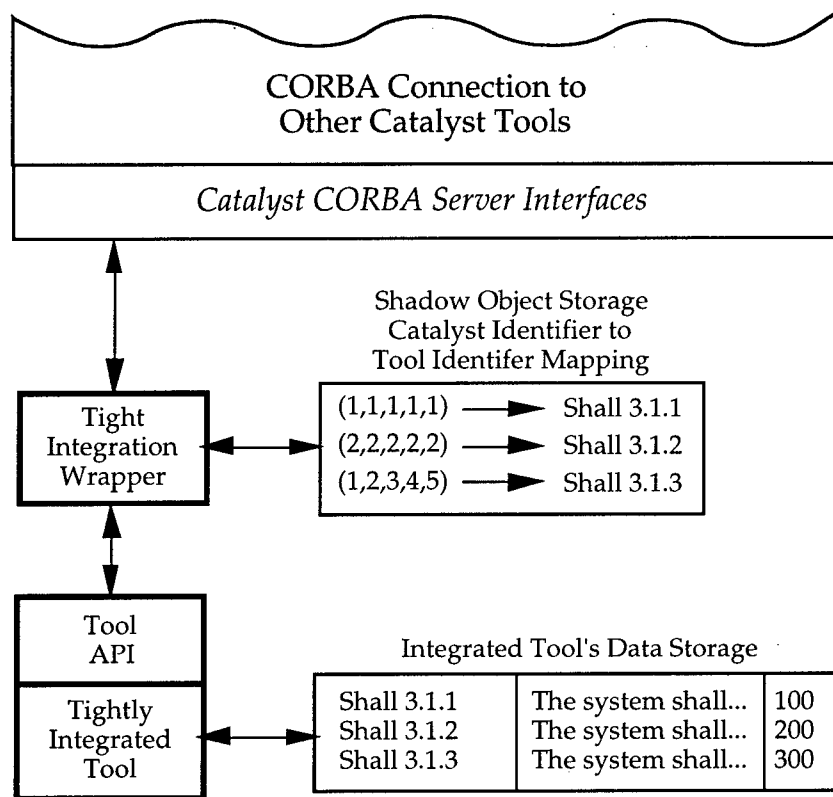 CORBA Connection to
Other Catalyst Tools
Catalyst CORBA Server Interfaces
Shadow Object Storage
Catalyst Identifier to
Tool Identifer Mapping
Tight
Integration
Wrapper
(1,1,1,1,1) Shall 3.1.1
(2,2,2,2,2) Shall 3.1.2
(1,2,3,4,5) Shall 3.1.3
Tool
API
Tightly
Integrated
Tool
Integrated Tool's Data Storage
Shall 3.1.1 The system shall... 100
Shall 3.1.2 The system shall... 200
Shall 3.1.3 The system shall... 300